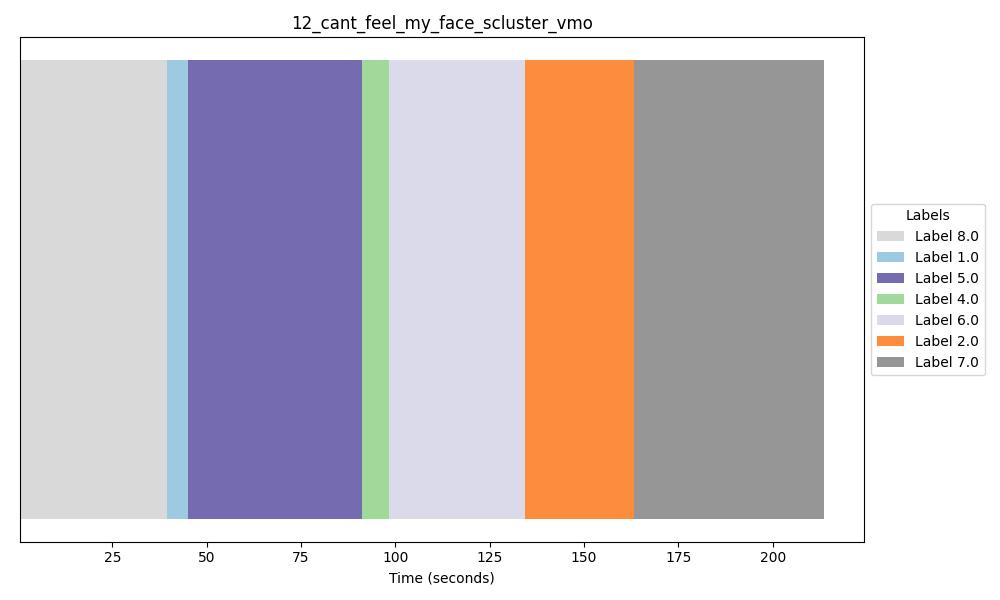 12_cant_feel_my_face_scluster_vmo
Labels
Label 8.0
Label 1.0
Label 5.0
Label 4.0
Label 6.0
Label 2.0
Label 7.0
25 50 75 100 125 150 175 200
Time (seconds)